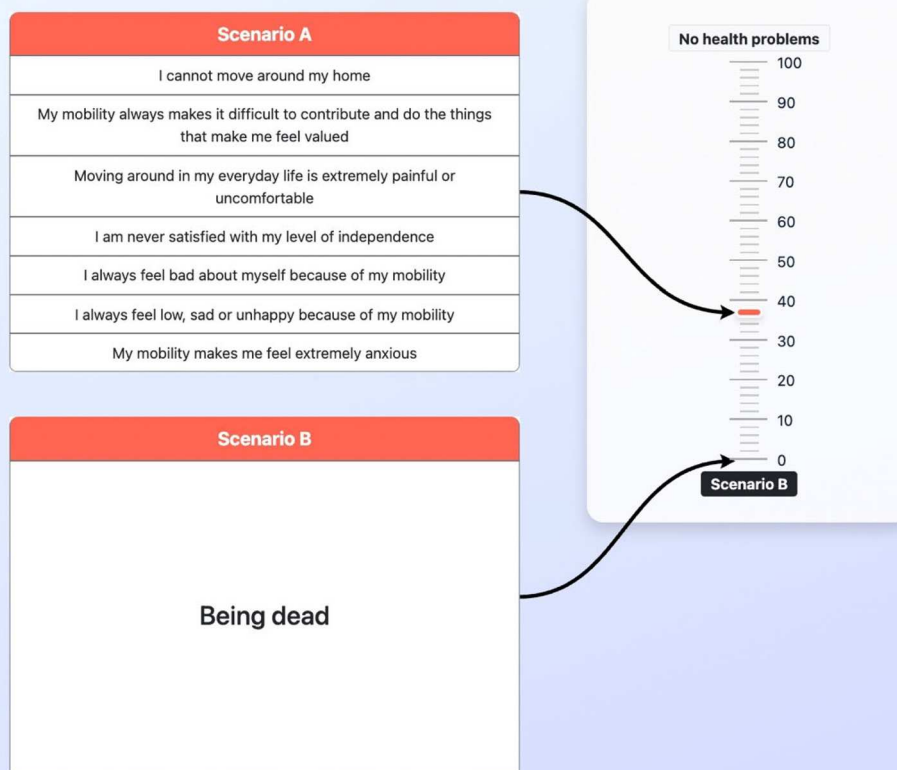 Scenario A
I cannot move around my home
My mobility always makes it difficult to contribute and do the things
that make me feel valued
Moving around in my everyday life is extremely painful or
uncomfortable
I am never satisfied with my level of independence
I always feel bad about myself because of my mobility
I always feel low, sad or unhappy because of my mobility
My mobility makes me feel extremely anxious
Scenario B
Being dead
No health problems
100
90
80
70
60
50
40
30
20
10
0
Scenario B